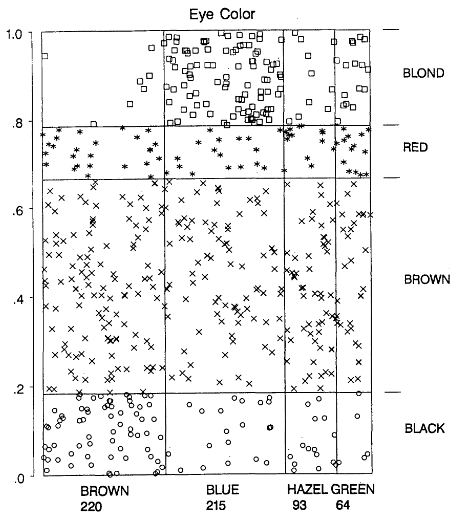 Eye Color
1.0
BLOND
.8
RED
.6
BROWN
.4
.2
BLACK
.0
BROWN BLUE HAZEL GREEN
220 215 93 64